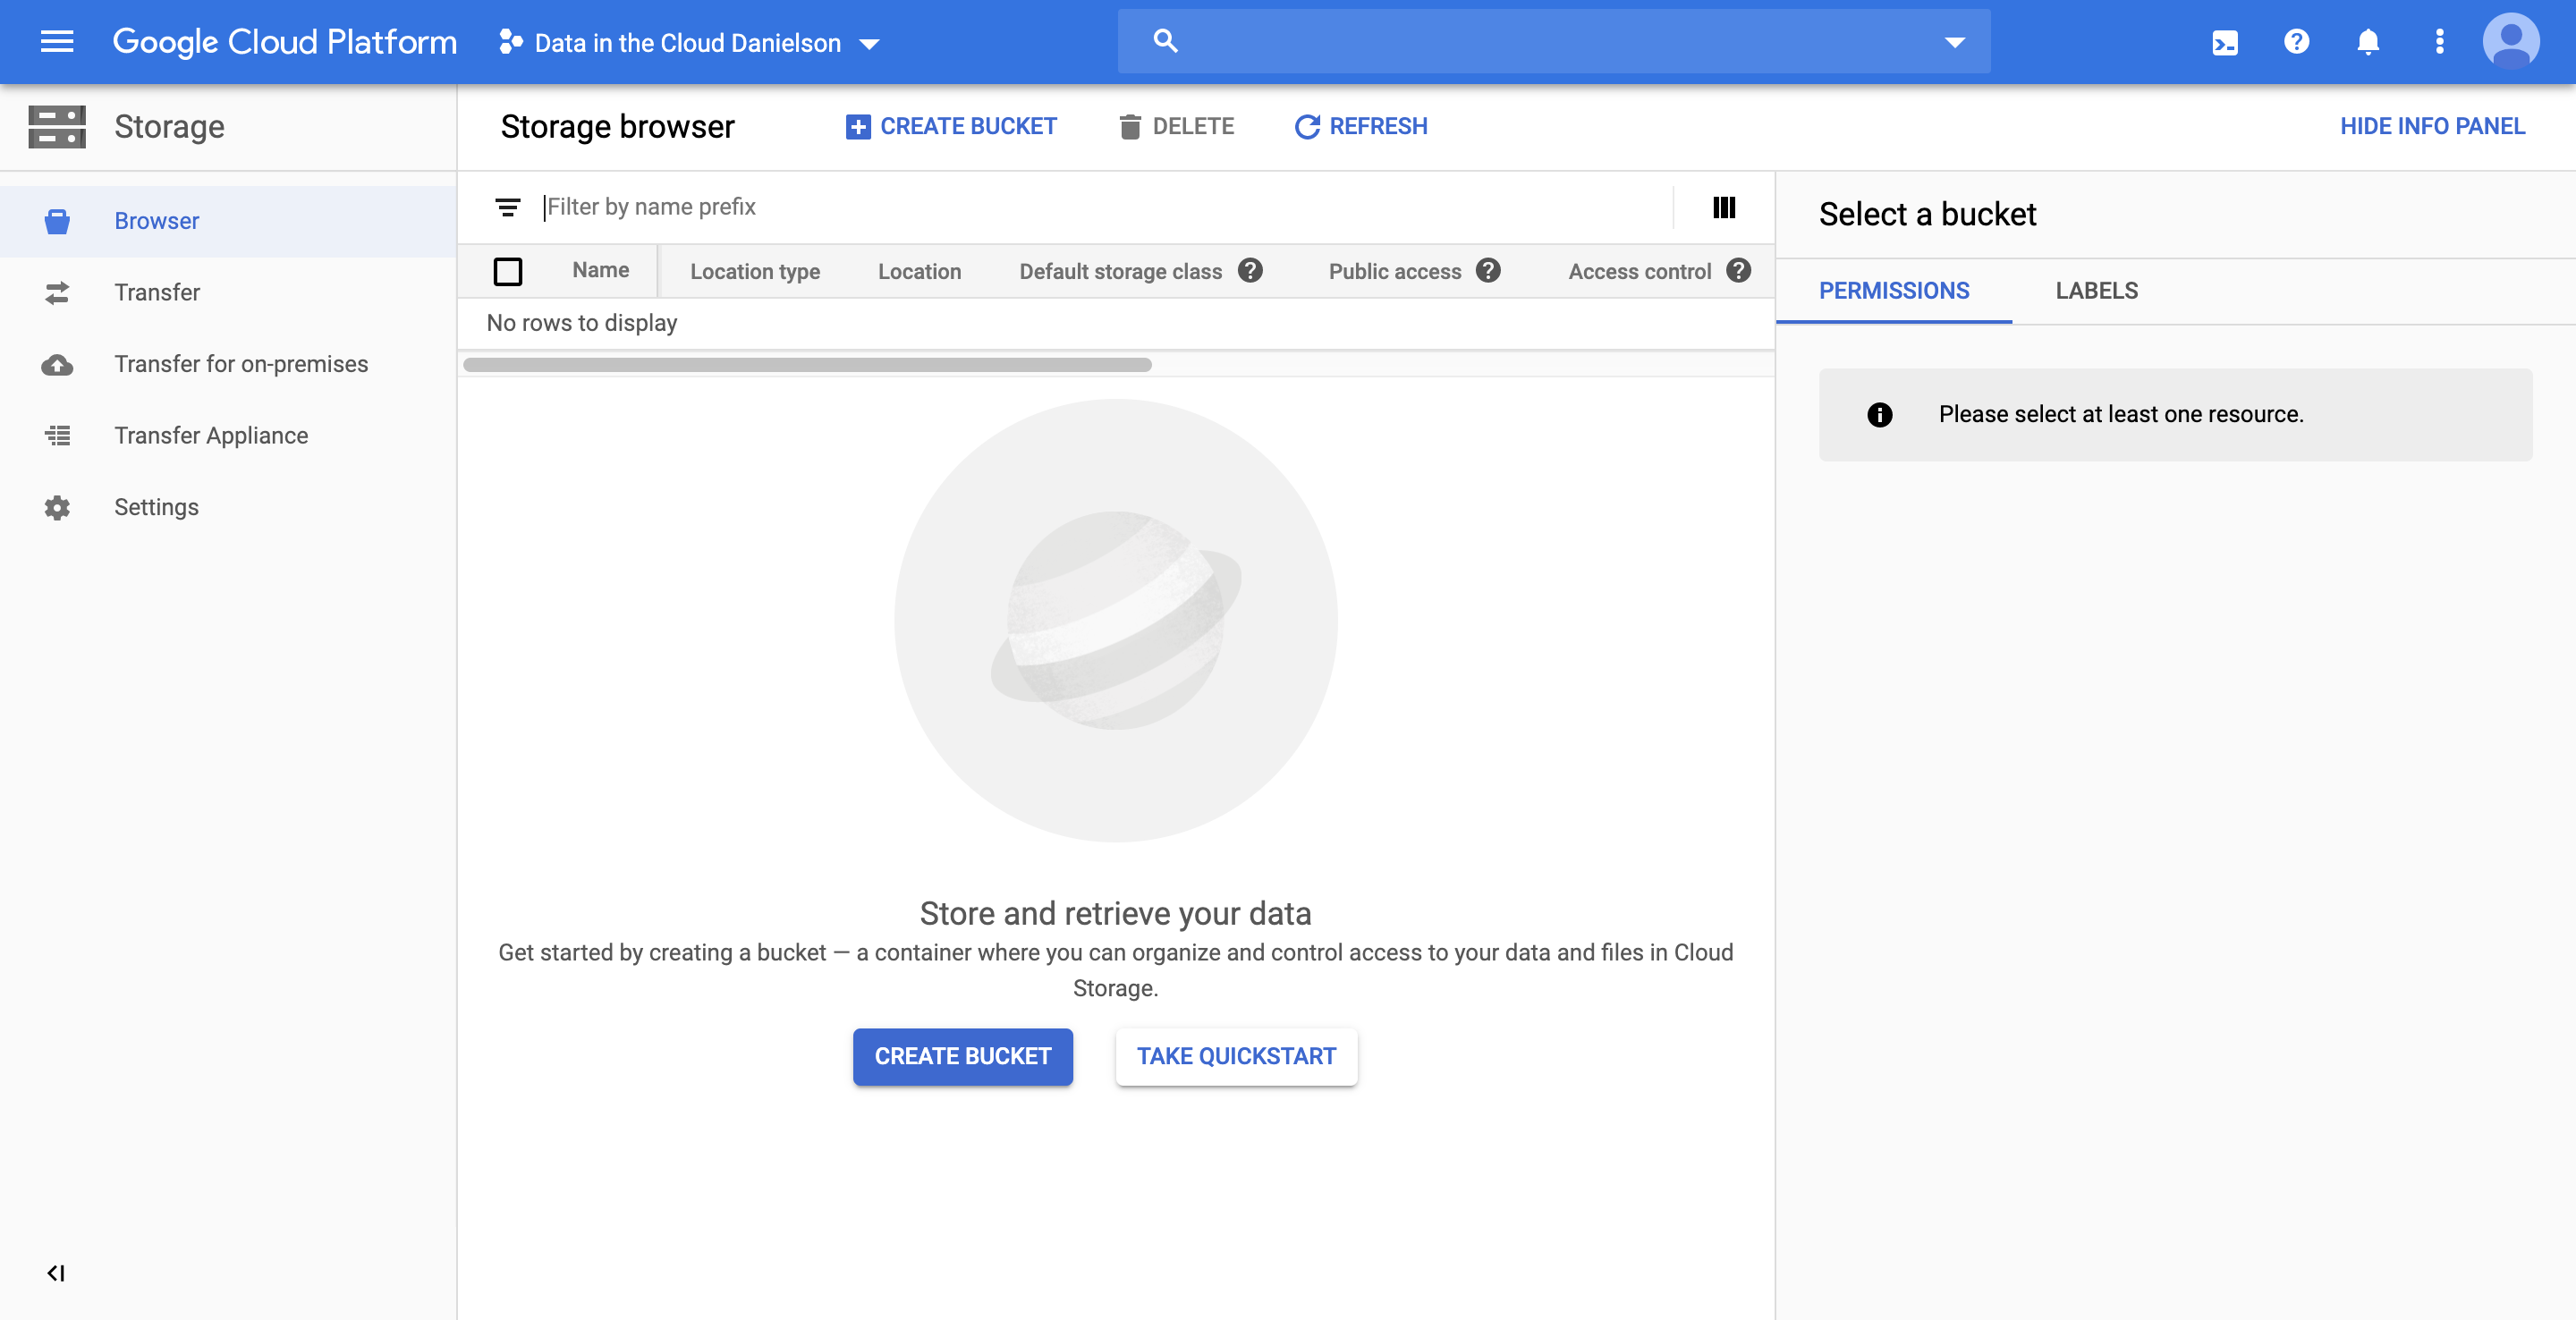 Google Cloud Platform
Data in the Cloud Danielson
Storage
Storage browser
CREATE BUCKET
DELETE
REFRESH
HIDE INFO PANEL
Browser
Transfer
Transfer for on-premises
Transfer Appliance
Settings
Filter by name prefix
Name
Location type
Location
Default storage class
Public access
Access control
No rows to display
Store and retrieve your data
Get started by creating a bucket — a container where you can organize and control access to your data and files in Cloud
Storage.
CREATE BUCKET
TAKE QUICKSTART
Select a bucket
PERMISSIONS
LABELS
Please select at least one resource.